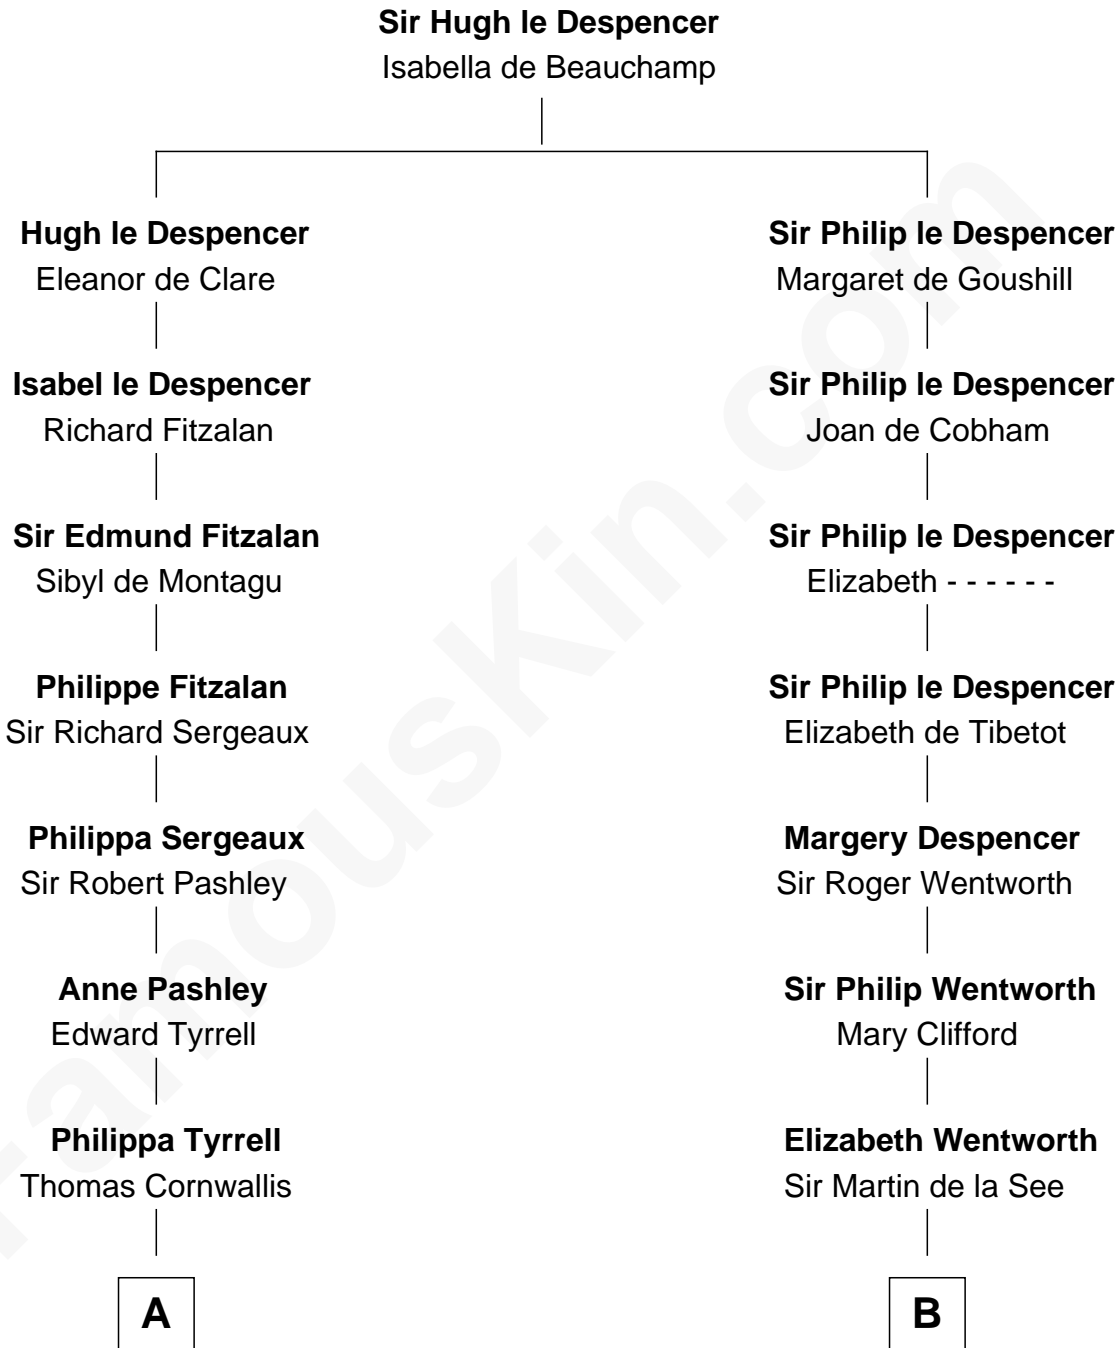 Sir Hugh le Despencer
Isabella de Beauchamp
Hugh le Despencer
Eleanor de Clare
Sir Philip le Despencer
Margaret de Goushill
Isabel le Despencer
Richard Fitzalan
Sir Philip le Despencer
Joan de Cobham
Sir Edmund Fitzalan
Sibyl de Montagu
Sir Philip le Despencer
Elizabeth - - - - - -
Philippe Fitzalan
Sir Richard Sergeaux
Sir Philip le Despencer
Elizabeth de Tibetot
Philippa Sergeaux
Sir Robert Pashley
Margery Despencer
Sir Roger Wentworth
Anne Pashley
Edward Tyrrell
Sir Philip Wentworth
Mary Clifford
Philippa Tyrrell
Thomas Cornwallis
Elizabeth Wentworth
Sir Martin de la See
A
B
FamousKin.com